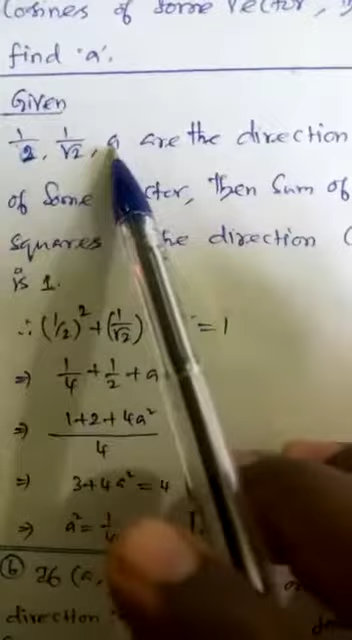 Cosines of some vector,
find 'a'.
Given
1/2, 1/√2, a are the direction
of some tor, Then sum of
squares he direction
is 1.
∴ (1/2)² + (1/√2) = 1
⇒ 1/4 + 1/2 + a
⇒ (1+2+4a²)/4
⇒ 3+4a² = 4
⇒ a² = 1/4
(b) (a,
direction